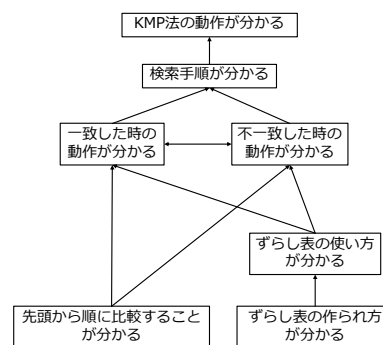 KMP法の動作が分かる
検索手順が分かる
一致した時の
動作が分かる
不一致した時の
動作が分かる
ずらし表の使い方
が分かる
先頭から順に比較すること
が分かる
ずらし表の作られ方
が分かる